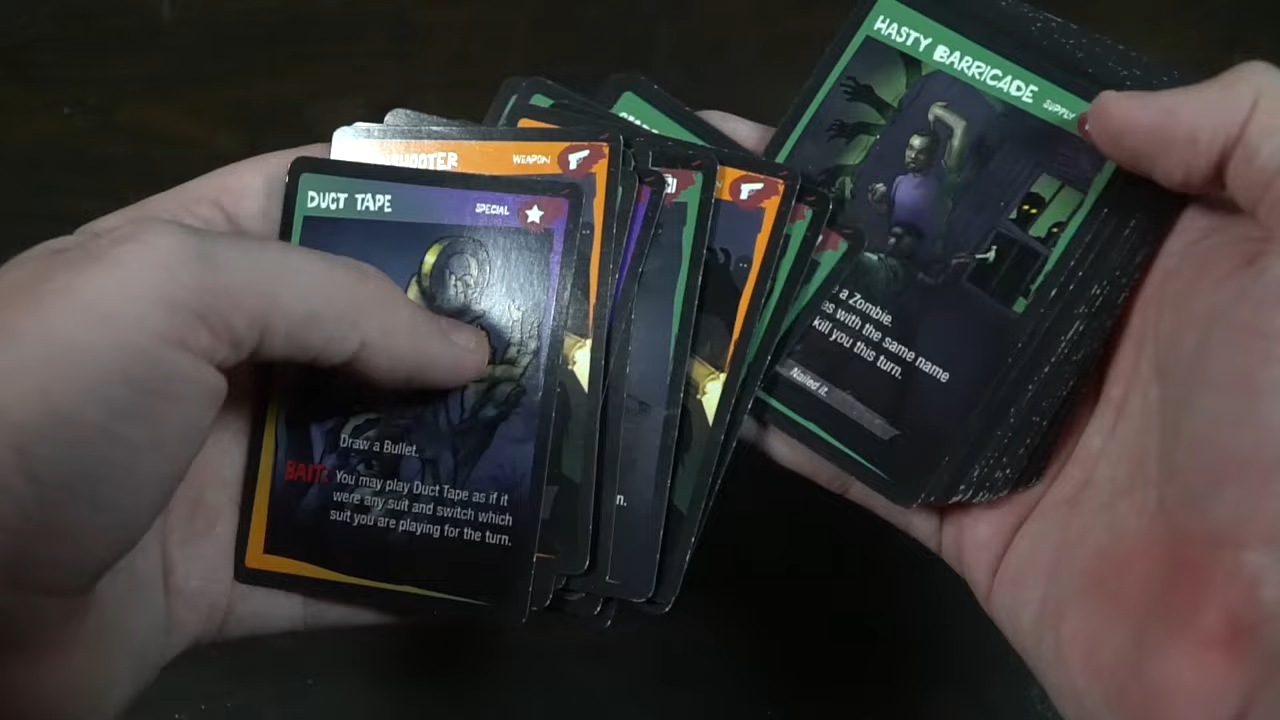 DUCT TAPE
SPECIAL
Draw a Bullet.
BAIT: You may play Duct Tape as if it
were any suit and switch which
suit you are playing for the turn.
SHOOTER
WEAPON
n.
HASTY BARRICADE
SUPPLY
a Zombie.
es with the same name
kill you this turn.
Nailed it.